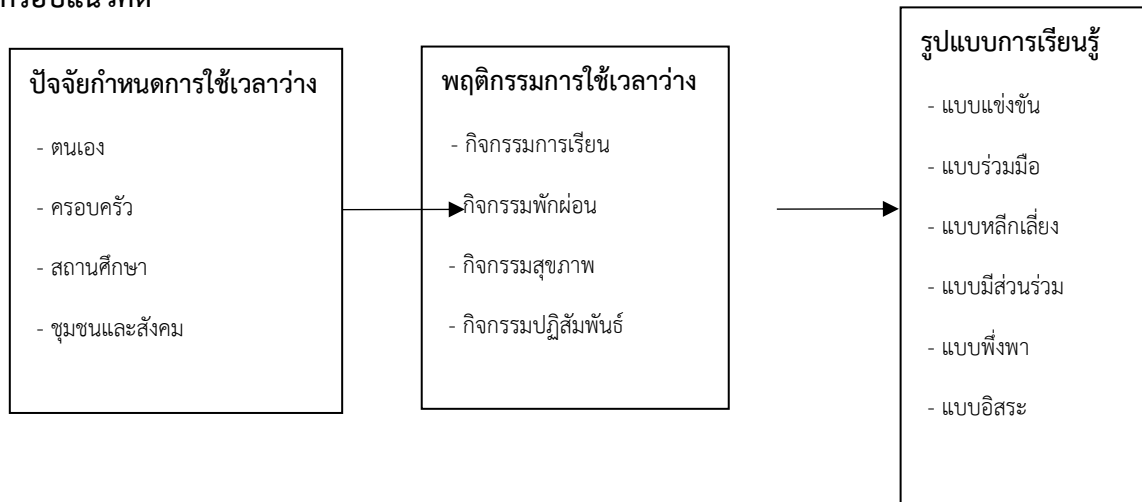 กรอบแนวคิด
ปัจจัยกำหนดการใช้เวลาว่าง
- ตนเอง
- ครอบครัว
- สถานศึกษา
- ชุมชนและสังคม
พฤติกรรมการใช้เวลาว่าง
- กิจกรรมการเรียน
กิจกรรมพักผ่อน
- กิจกรรมสุขภาพ
- กิจกรรมปฏิสัมพันธ์
รูปแบบการเรียนรู้
- แบบแข่งขัน
- แบบร่วมมือ
- แบบหลีกเลี่ยง
- แบบมีส่วนร่วม
- แบบพึ่งพา
- แบบอิสระ